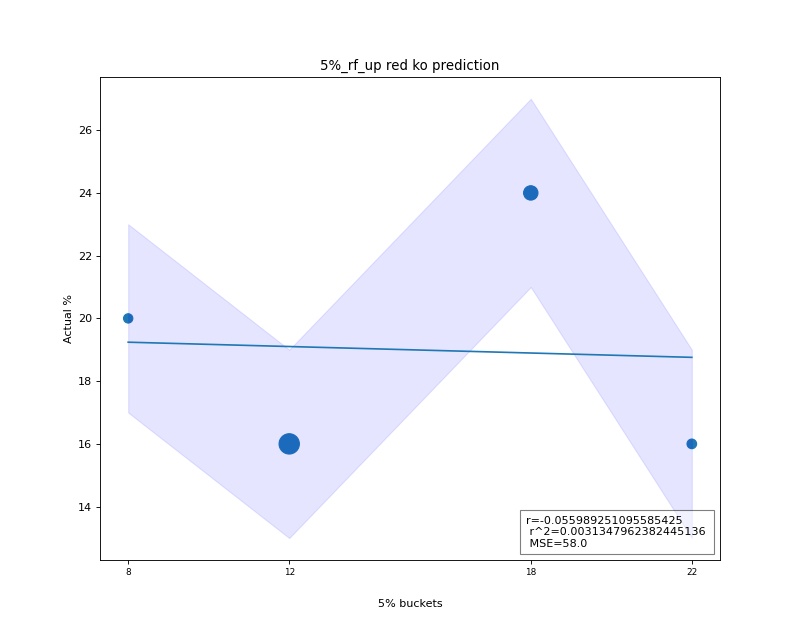 5%_rf_up red ko prediction
Actual %
26
24
22
20
18
16
14
r=-0.055989251095585425
r^2=0.0031347962382445136
MSE=58.0
8 12 18 22
5% buckets